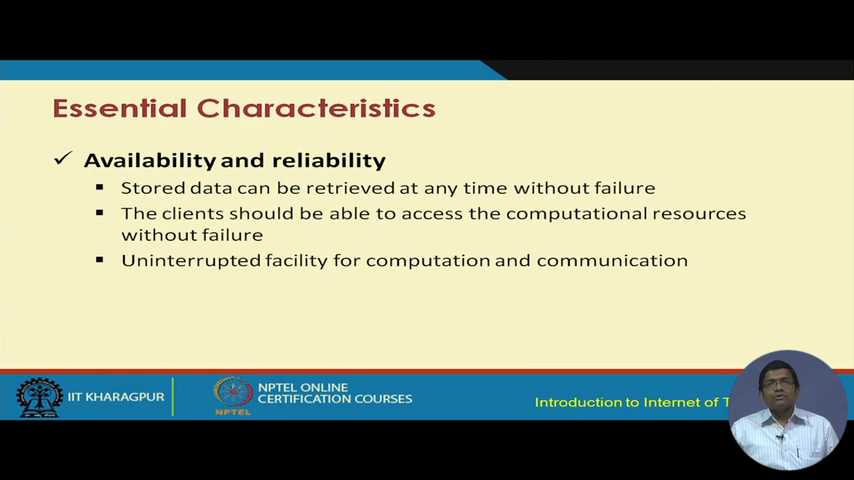 Essential Characteristics
✓ Availability and reliability
▪ Stored data can be retrieved at any time without failure
▪ The clients should be able to access the computational resources
without failure
▪ Uninterrupted facility for computation and communication
IIT KHARAGPUR
NPTEL
NPTEL ONLINE
CERTIFICATION COURSES
Introduction to Internet of T